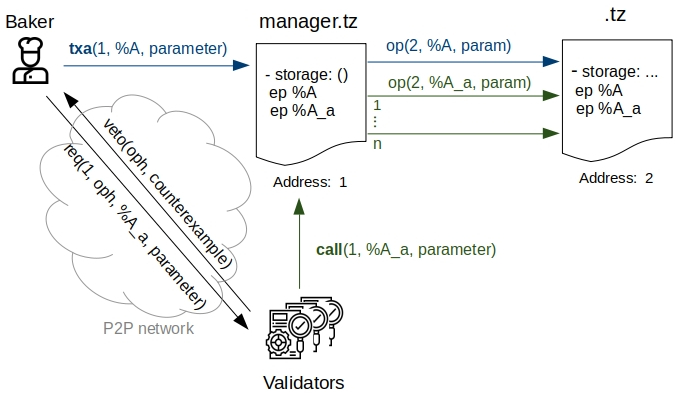 Baker
manager.tz
.tz
txa(1, %A, parameter)
op(2, %A, param)
- storage: ()
ep %A
ep %A_a
op(2, %A_a, param)
1
⋮
n
- storage: ...
ep %A
ep %A_a
Address: 1
Address: 2
veto(oph, counterexample)
req(1, oph, %A_a, parameter)
call(1, %A_a, parameter)
P2P network
Validators